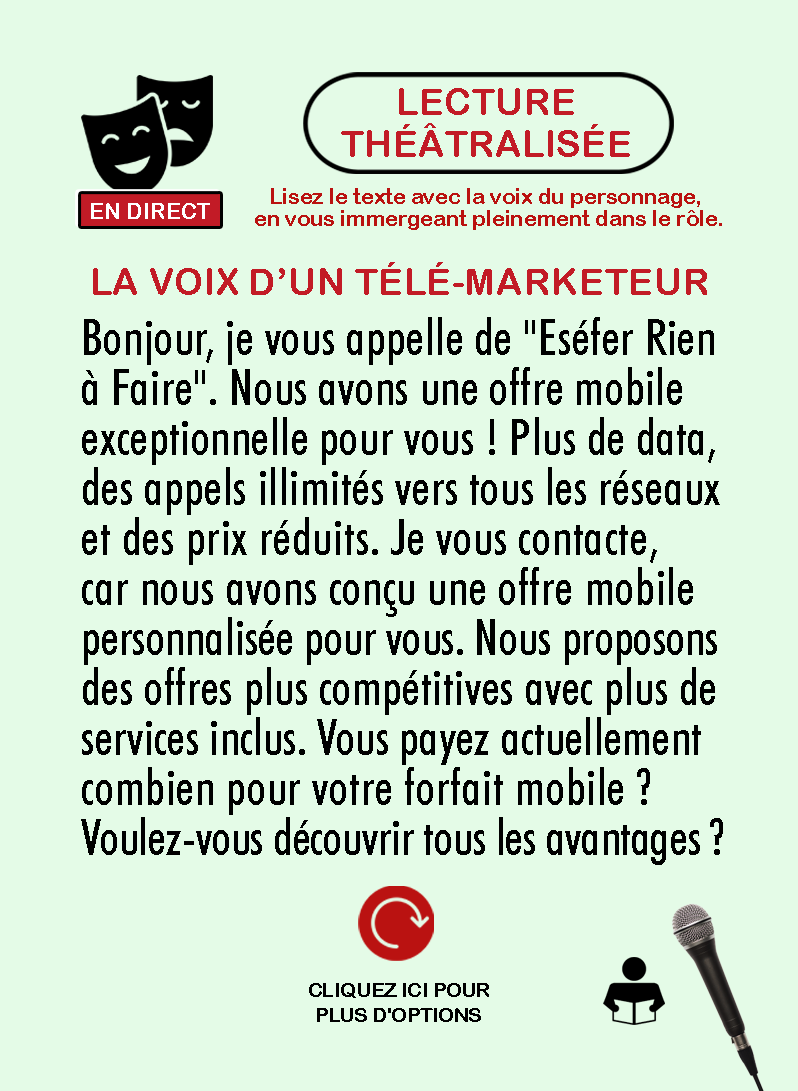 LECTURE
THÉÂTRALISÉE
EN DIRECT
Lisez le texte avec la voix du personnage,
en vous immergeant pleinement dans le rôle.
LA VOIX D’UN TÉLÉ-MARKETEUR
Bonjour, je vous appelle de "Eséfer Rien
à Faire". Nous avons une offre mobile
exceptionnelle pour vous ! Plus de data,
des appels illimités vers tous les réseaux
et des prix réduits. Je vous contacte,
car nous avons conçu une offre mobile
personnalisée pour vous. Nous proposons
des offres plus compétitives avec plus de
services inclus. Vous payez actuellement
combien pour votre forfait mobile ?
Voulez-vous découvrir tous les avantages ?
CLIQUEZ ICI POUR
PLUS D'OPTIONS